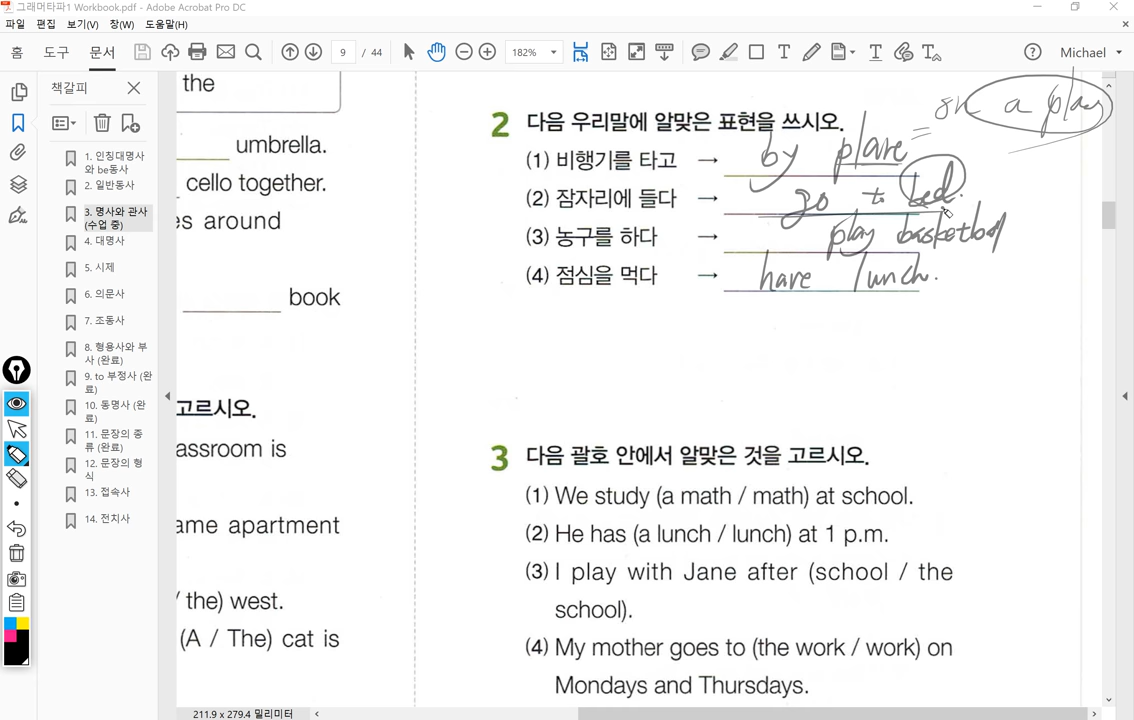 그래머타파1 Workbook.pdf - Adobe Acrobat Pro DC
파일 편집 보기(V) 창(W) 도움말(H)
홈 도구 문서 9 / 44 182% Michael
책갈피
1. 인칭대명사와 be동사
2. 일반동사
3. 명사와 관사 (수업 중)
4. 대명사
5. 시제
6. 의문사
7. 조동사
8. 형용사와 부사 (완료)
9. to 부정사 (완료)
10. 동명사 (완료)
11. 문장의 종류 (완료)
12. 문장의 형식
13. 접속사
14. 전치사
the
umbrella.
cello together.
es around
book
고르시오.
assroom is
ame apartment
/ the) west.
(A / The) cat is
2 다음 우리말에 알맞은 표현을 쓰시오.
on a play
(1) 비행기를 타고 → by plane =
(2) 잠자리에 들다 → go to bed.
(3) 농구를 하다 → play basketball
(4) 점심을 먹다 → have lunch.
3 다음 괄호 안에서 알맞은 것을 고르시오.
(1) We study (a math / math) at school.
(2) He has (a lunch / lunch) at 1 p.m.
(3) I play with Jane after (school / the
school).
(4) My mother goes to (the work / work) on
Mondays and Thursdays.
211.9 x 279.4 밀리미터